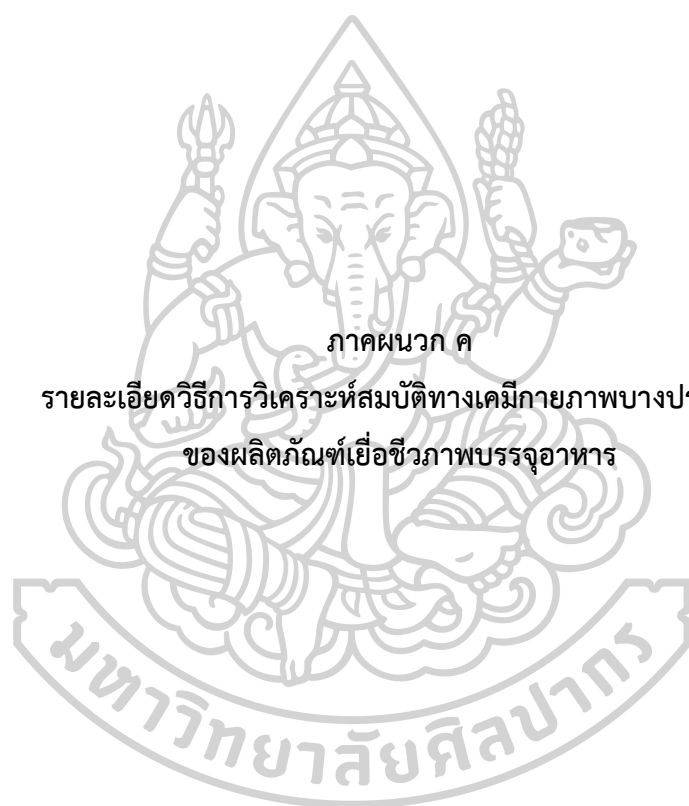 ภาคผนวก ค
รายละเอียดวิธีการวิเคราะห์สมบัติทางเคมีกายภาพบางปร
ของผลิตภัณฑ์เยื่อชีวภาพบรรจุอาหาร
มหาวิทยาลัยศิลปากร